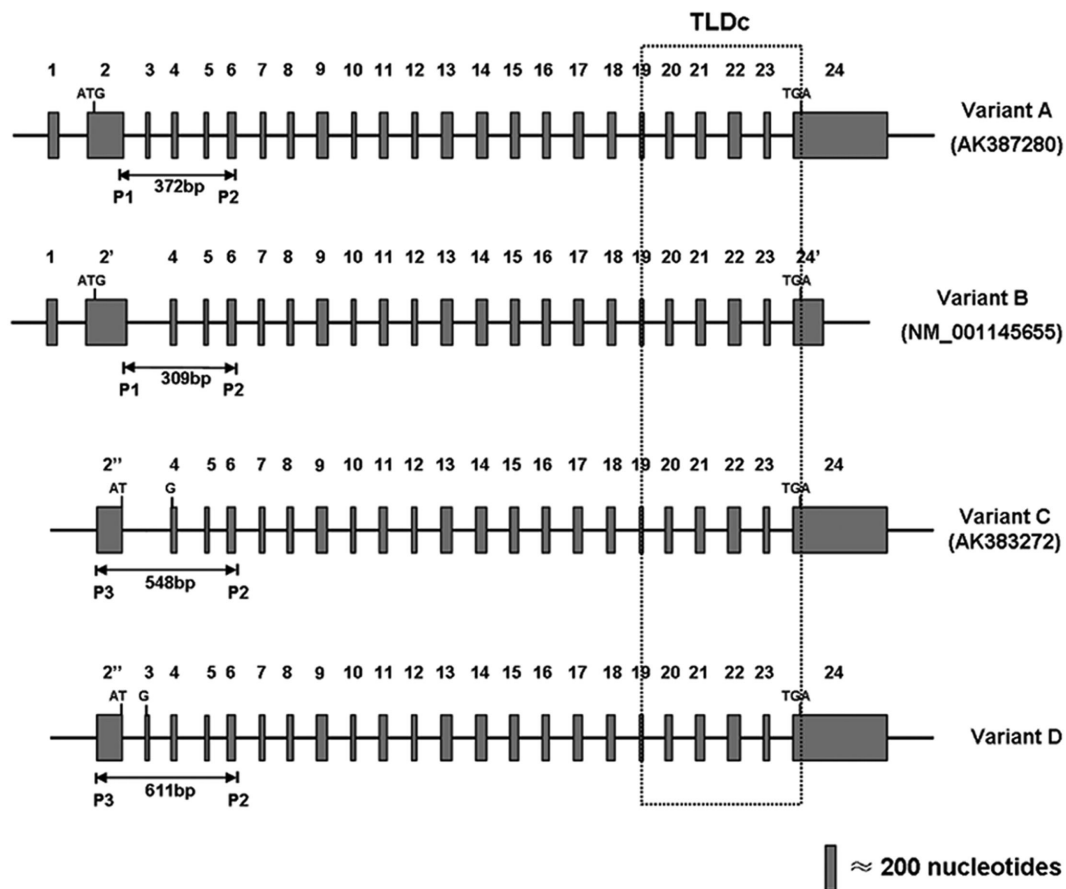 TLDc
1 2 3 4 5 6 7 8 9 10 11 12 13 14 15 16 17 18 19 20 21 22 23 24
ATG TGA
Variant A
(AK387280)
372bp
P1 P2
1 2' 4 5 6 7 8 9 10 11 12 13 14 15 16 17 18 19 20 21 22 23 24'
ATG TGA
Variant B
(NM_001145655)
309bp
P1 P2
2'' 4 5 6 7 8 9 10 11 12 13 14 15 16 17 18 19 20 21 22 23 24
AT G TGA
Variant C
(AK383272)
548bp
P3 P2
2'' 3 4 5 6 7 8 9 10 11 12 13 14 15 16 17 18 19 20 21 22 23 24
AT G TGA
Variant D
611bp
P3 P2
≈ 200 nucleotides